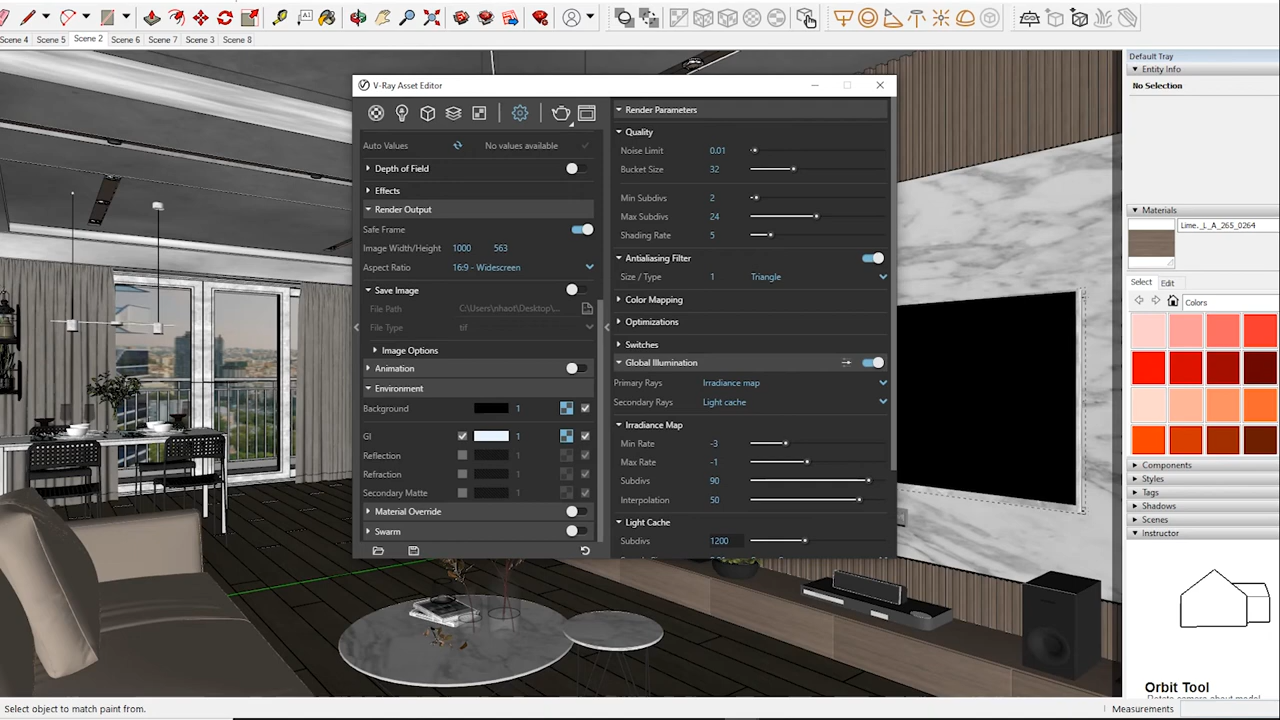 Scene 4 Scene 5 Scene 2 Scene 6 Scene 7 Scene 3 Scene 8
V-Ray Asset Editor
Auto Values No values available
Depth of Field
Effects
Render Output
Safe Frame
Image Width/Height 1000 563
Aspect Ratio 16:9 - Widescreen
Save Image
File Path C:\Users\nhaot\Desktop\...
File Type tif
Image Options
Animation
Environment
Background 1
GI 1
Reflection 1
Refraction 1
Secondary Matte 1
Material Override
Swarm
Render Parameters
Quality
Noise Limit 0.01
Bucket Size 32
Min Subdivs 2
Max Subdivs 24
Shading Rate 5
Antialiasing Filter
Size / Type 1 Triangle
Color Mapping
Optimizations
Switches
Global Illumination
Primary Rays Irradiance map
Secondary Rays Light cache
Irradiance Map
Min Rate -3
Max Rate -1
Subdivs 90
Interpolation 50
Light Cache
Subdivs 1200
Default Tray
Entity Info
No Selection
Materials
Lime._L_A_265_0264
Select Edit
Colors
Components
Styles
Tags
Shadows
Scenes
Instructor
Orbit Tool
Select object to match paint from.
Measurements